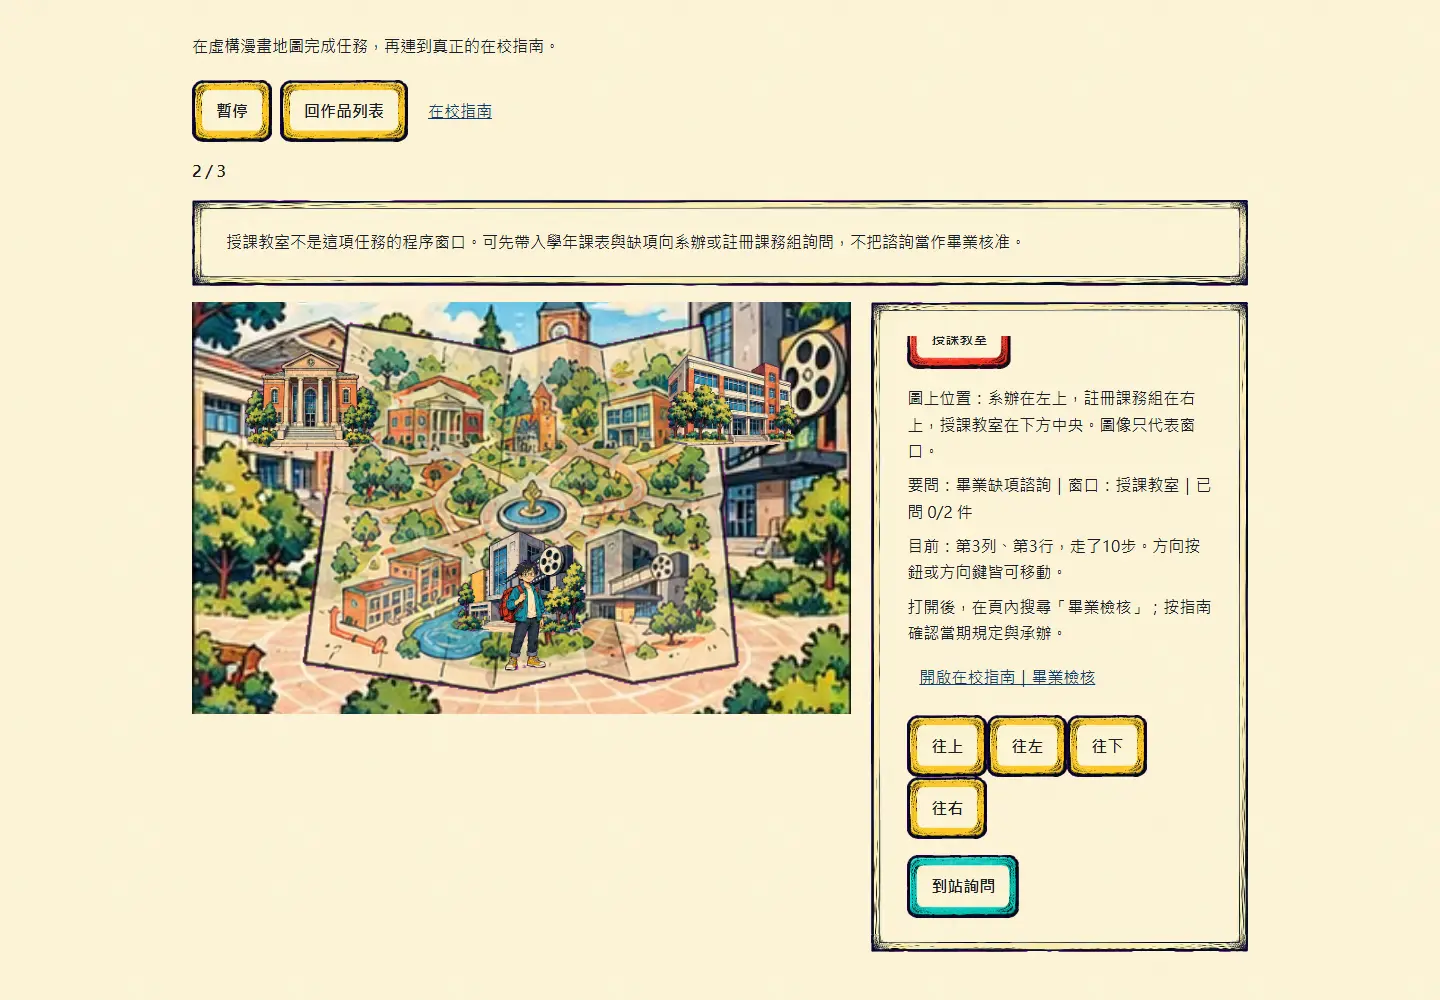 在虛構漫畫地圖完成任務，再連到真正的在校指南。
暫停
回作品列表
在校指南
2 / 3
授課教室不是這項任務的程序窗口。可先帶入學年課表與缺項向系辦或註冊課務組詢問，不把諮詢當作畢業核准。
授課教室
圖上位置：系辦在左上，註冊課務組在右
上，授課教室在下方中央。圖像只代表窗
口。
要問：畢業缺項諮詢 | 窗口：授課教室 | 已
問 0/2 件
目前：第3列、第3行，走了10步。方向按
鈕或方向鍵皆可移動。
打開後，在頁內搜尋「畢業檢核」；按指南
確認當期規定與承辦。
開啟在校指南 | 畢業檢核
往上
往左
往下
往右
到站詢問